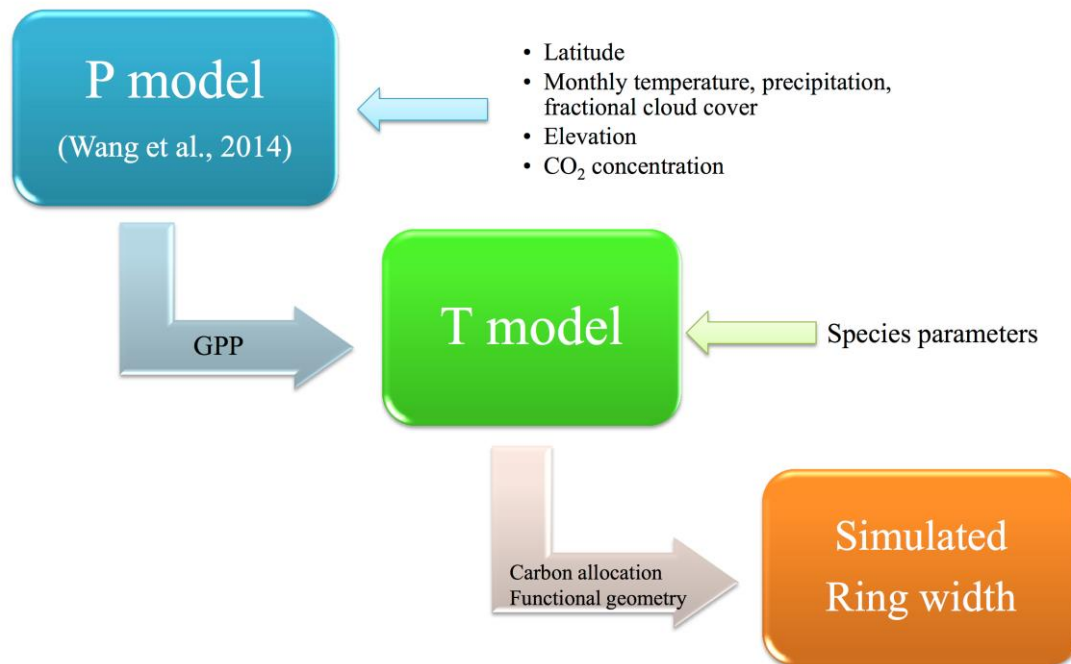 P model
(Wang et al., 2014)
• Latitude
• Monthly temperature, precipitation,
fractional cloud cover
• Elevation
• CO₂ concentration
GPP
T model
Species parameters
Carbon allocation
Functional geometry
Simulated
Ring width